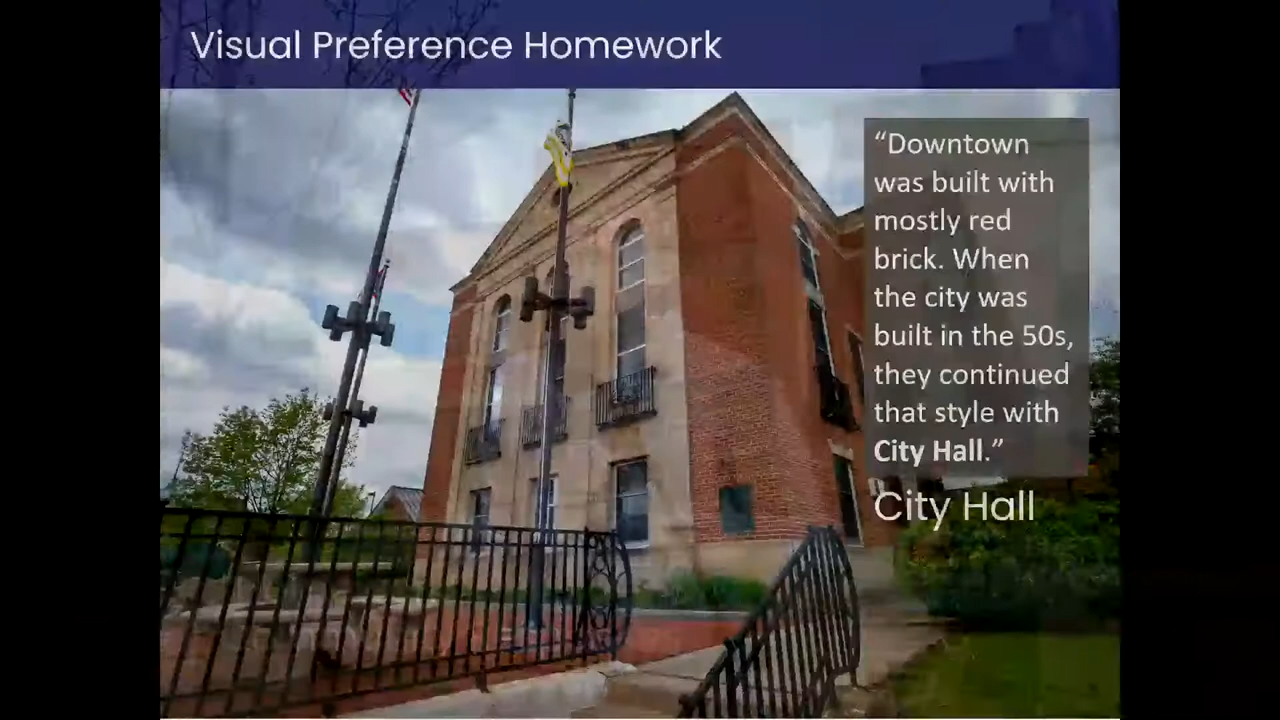 Visual Preference Homework
“Downtown
was built with
mostly red
brick. When
the city was
built in the 50s,
they continued
that style with
City Hall.”
City Hall